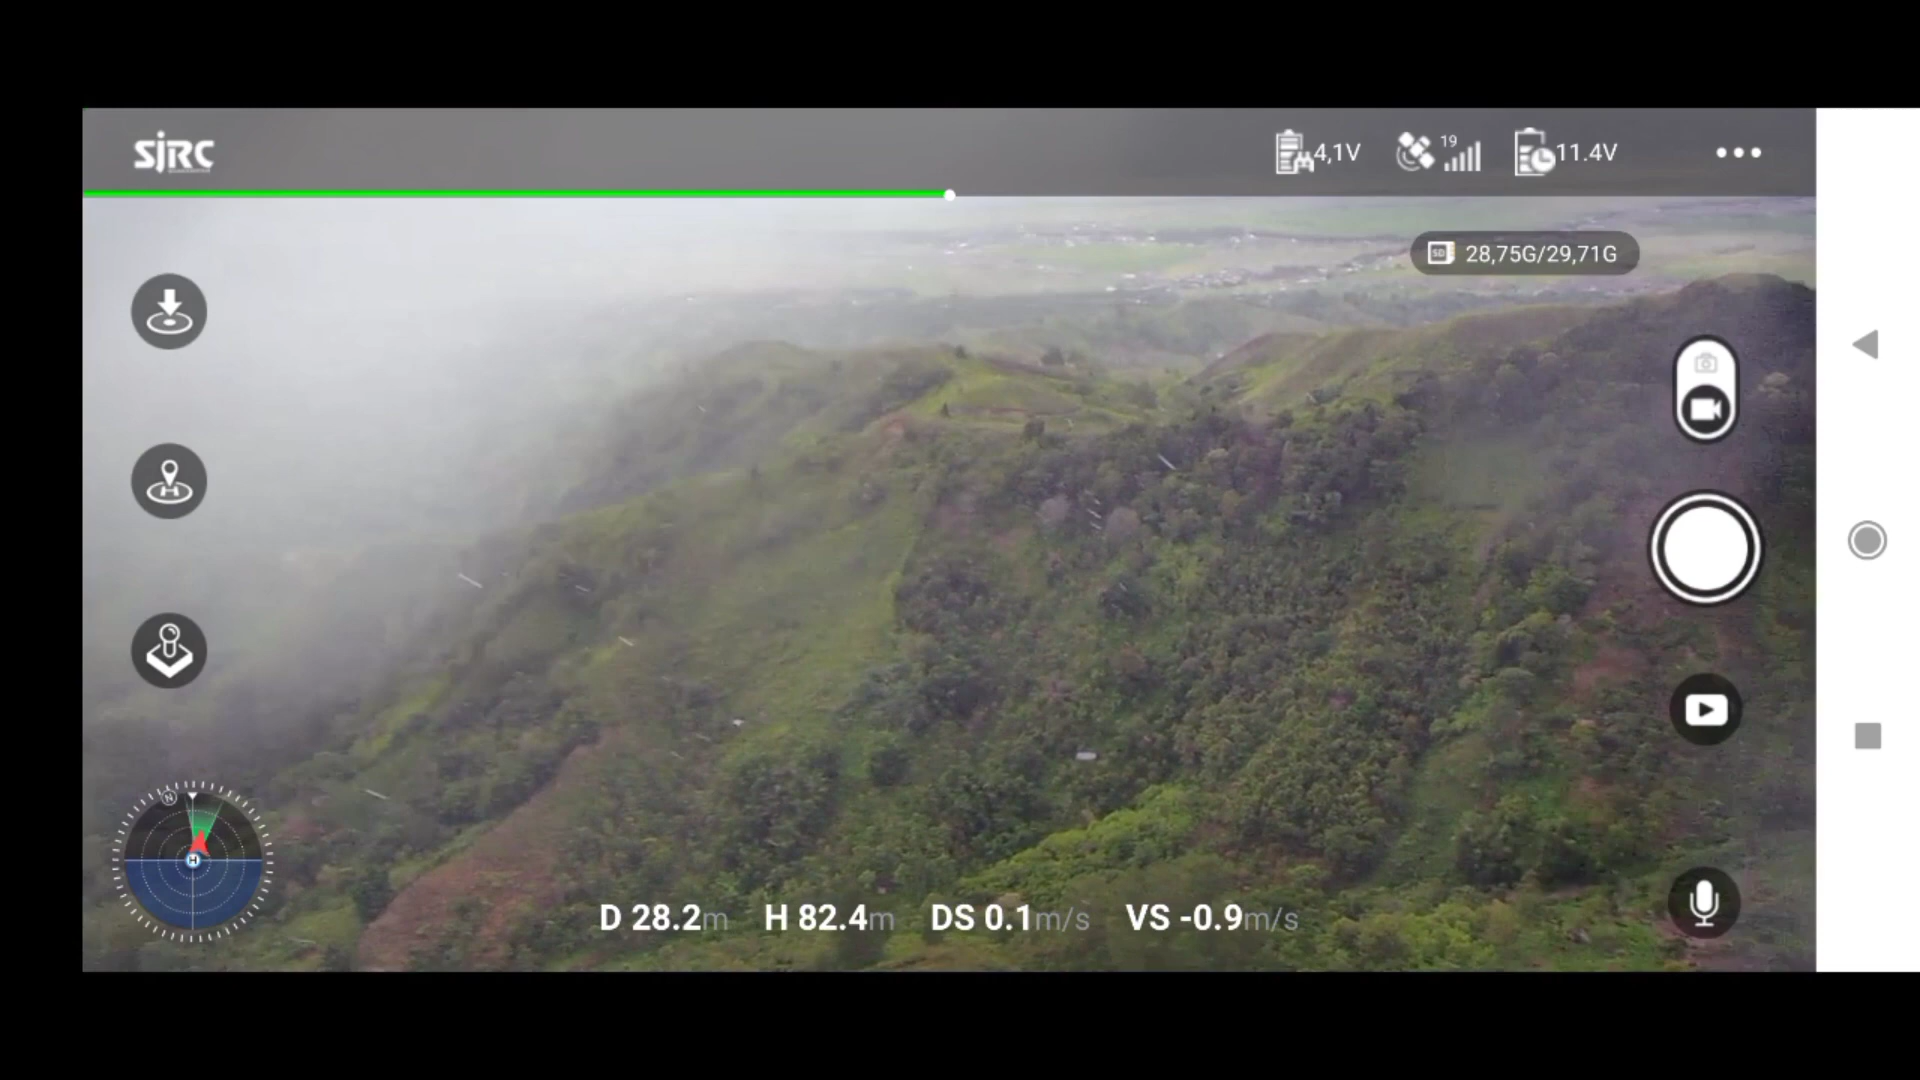 SJRC
4,1V
19
11.4V
SD 28,75G/29,71G
N
H
D 28.2m H 82.4m DS 0.1m/s VS -0.9m/s